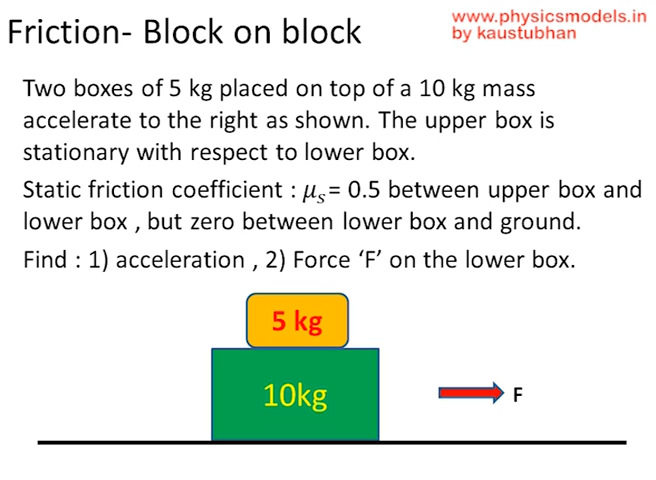 Friction- Block on block
www.physicsmodels.in
by kaustubhan
Two boxes of 5 kg placed on top of a 10 kg mass
accelerate to the right as shown. The upper box is
stationary with respect to lower box.
Static friction coefficient : μₛ= 0.5 between upper box and
lower box , but zero between lower box and ground.
Find : 1) acceleration , 2) Force ‘F’ on the lower box.
5 kg
10kg
F